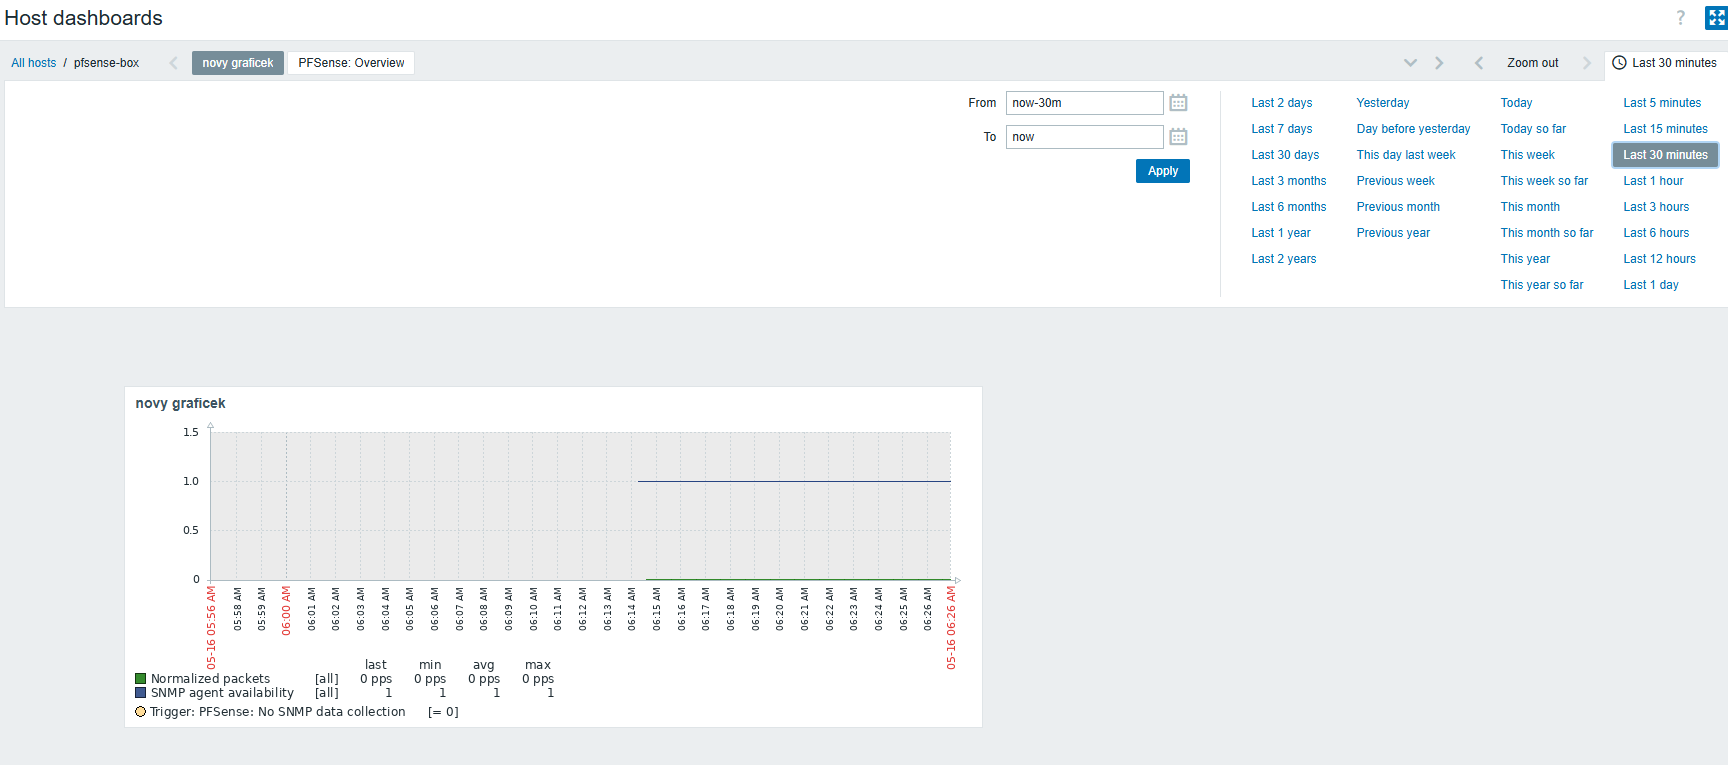 Host dashboards
?
All hosts / pfsense-box
novy graficek
PFSense: Overview
Zoom out
Last 30 minutes
From now-30m
To now
Apply
Last 2 days Yesterday Today Last 5 minutes
Last 7 days Day before yesterday Today so far Last 15 minutes
Last 30 days This day last week This week Last 30 minutes
Last 3 months Previous week This week so far Last 1 hour
Last 6 months Previous month This month Last 3 hours
Last 1 year Previous year This month so far Last 6 hours
Last 2 years This year Last 12 hours
This year so far Last 1 day
novy graficek
1.5
1.0
0.5
0
05-16 05:56 AM
05:58 AM
05:59 AM
06:00 AM
06:01 AM
06:02 AM
06:03 AM
06:04 AM
06:05 AM
06:06 AM
06:07 AM
06:08 AM
06:09 AM
06:10 AM
06:11 AM
06:12 AM
06:13 AM
06:14 AM
06:15 AM
06:16 AM
06:17 AM
06:18 AM
06:19 AM
06:20 AM
06:21 AM
06:22 AM
06:23 AM
06:24 AM
06:25 AM
06:26 AM
05-16 06:26 AM
last min avg max
Normalized packets [all] 0 pps 0 pps 0 pps 0 pps
SNMP agent availability [all] 1 1 1 1
Trigger: PFSense: No SNMP data collection [= 0]